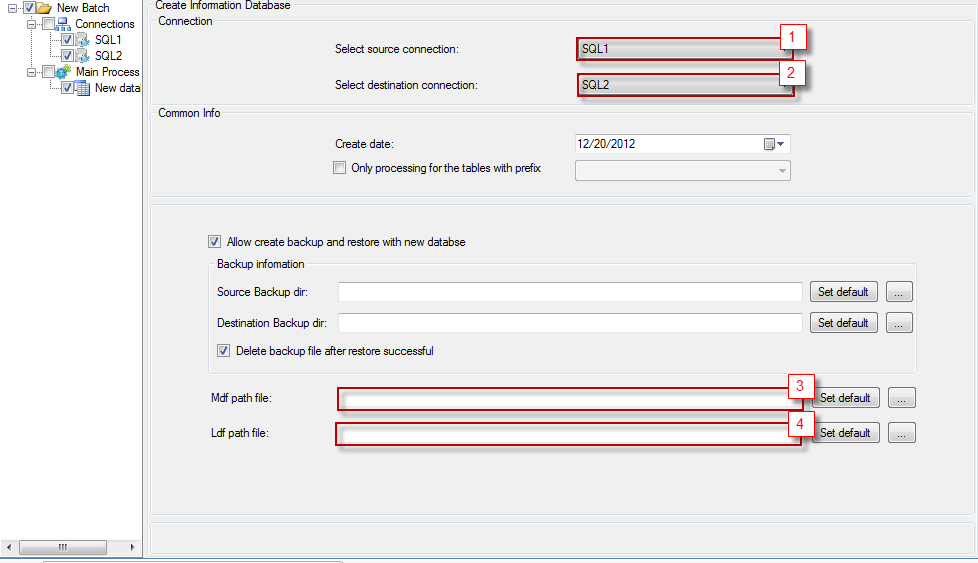 New Batch
Connections
SQL1
SQL2
Main Process
New datal
Create Information Database
Connection
Select source connection:
SQL1
1
Select destination connection:
SQL2
2
Common Info
Create date:
12/20/2012
Only processing for the tables with prefix
Allow create backup and restore with new databse
Backup infomation
Source Backup dir:
Set default
...
Destination Backup dir:
Set default
...
Delete backup file after restore successful
Mdf path file:
3
Set default
...
Ldf path file:
4
Set default
...